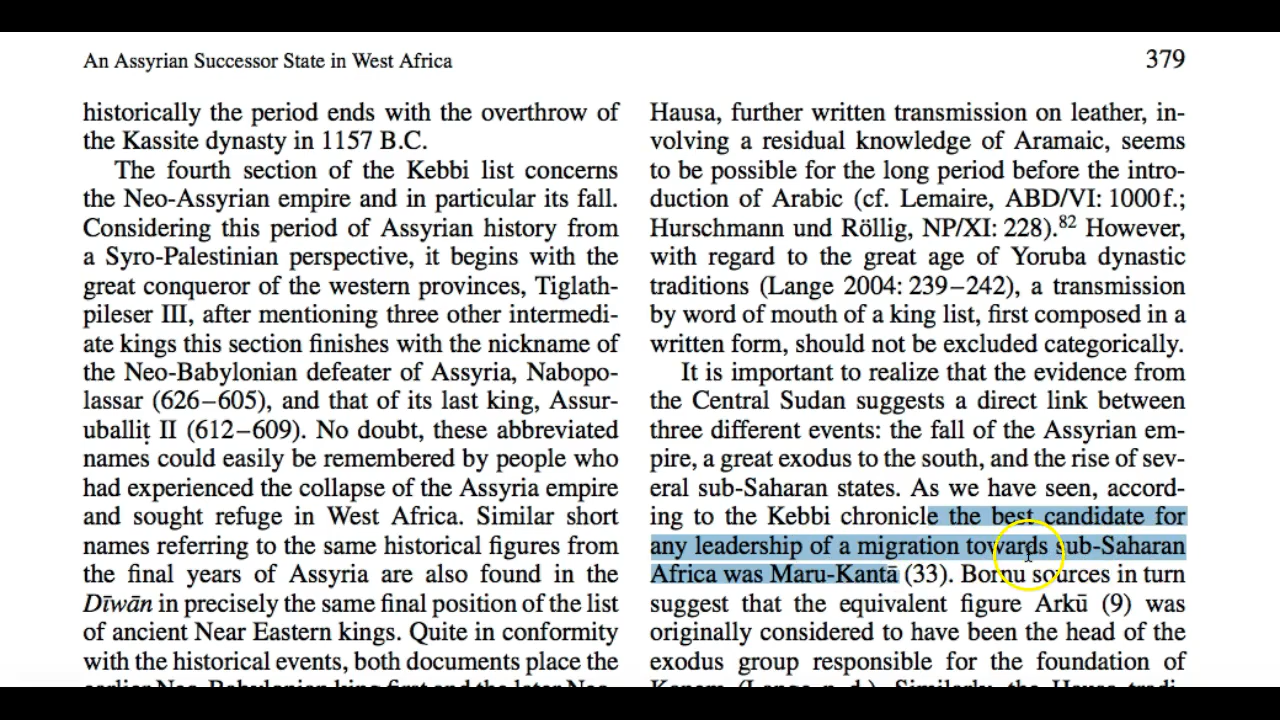 An Assyrian Successor State in West Africa
379
historically the period ends with the overthrow of
the Kassite dynasty in 1157 B.C.
The fourth section of the Kebbi list concerns
the Neo-Assyrian empire and in particular its fall.
Considering this period of Assyrian history from
a Syro-Palestinian perspective, it begins with the
great conqueror of the western provinces, Tiglath-
pileser III, after mentioning three other intermedi-
ate kings this section finishes with the nickname of
the Neo-Babylonian defeater of Assyria, Nabopo-
lassar (626–605), and that of its last king, Assur-
uballiṭ II (612–609). No doubt, these abbreviated
names could easily be remembered by people who
had experienced the collapse of the Assyria empire
and sought refuge in West Africa. Similar short
names referring to the same historical figures from
the final years of Assyria are also found in the
Dīwān in precisely the same final position of the list
of ancient Near Eastern kings. Quite in conformity
with the historical events, both documents place the
Hausa, further written transmission on leather, in-
volving a residual knowledge of Aramaic, seems
to be possible for the long period before the intro-
duction of Arabic (cf. Lemaire, ABD/VI: 1000 f.;
Hurschmann und Röllig, NP/XI: 228).82 However,
with regard to the great age of Yoruba dynastic
traditions (Lange 2004: 239–242), a transmission
by word of mouth of a king list, first composed in a
written form, should not be excluded categorically.
It is important to realize that the evidence from
the Central Sudan suggests a direct link between
three different events: the fall of the Assyrian em-
pire, a great exodus to the south, and the rise of sev-
eral sub-Saharan states. As we have seen, accord-
ing to the Kebbi chronicle the best candidate for
any leadership of a migration towards sub-Saharan
Africa was Maru-Kantā (33). Bornu sources in turn
suggest that the equivalent figure Arkū (9) was
originally considered to have been the head of the
exodus group responsible for the foundation of